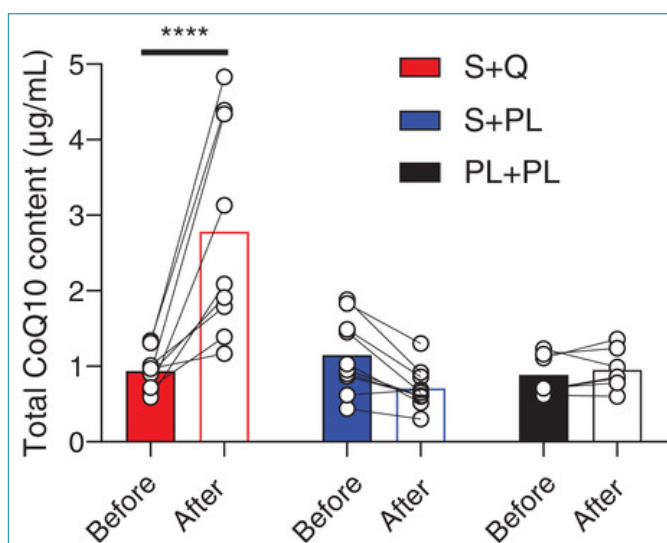 ****
Total CoQ10 content (µg/mL)
5
4
3
2
1
0
S+Q
S+PL
PL+PL
Before
After
Before
After
Before
After